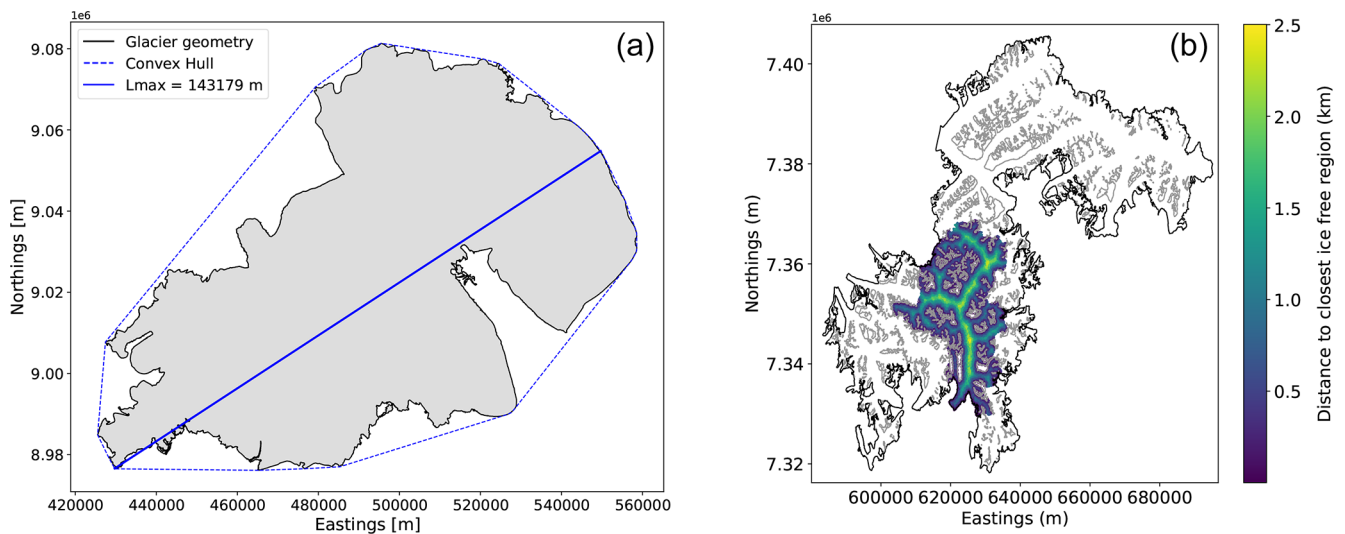 1e6
(a)
Glacier geometry
Convex Hull
Lmax = 143179 m
9.08
9.06
9.04
9.02
9.00
8.98
Northings [m]
420000 440000 460000 480000 500000 520000 540000 560000
Eastings [m]
1e6
(b)
7.40
7.38
7.36
7.34
7.32
Northings (m)
600000 620000 640000 660000 680000
Eastings (m)
2.5
2.0
1.5
1.0
0.5
Distance to closest ice free region (km)